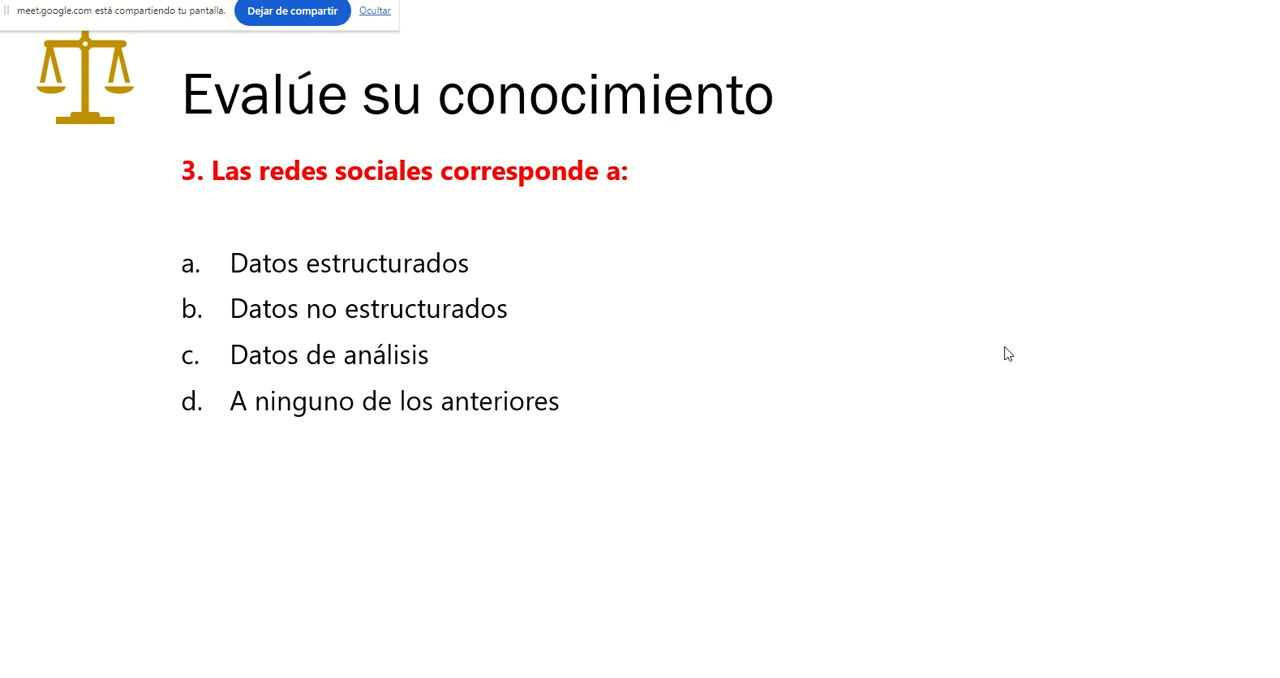 meet.google.com está compartiendo tu pantalla. Dejar de compartir Ocultar
Evalúe su conocimiento
3. Las redes sociales corresponde a:
a. Datos estructurados
b. Datos no estructurados
c. Datos de análisis
d. A ninguno de los anteriores